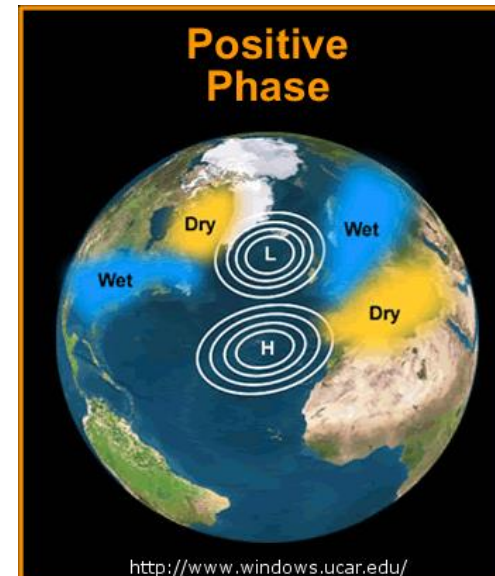 Positive
Phase
Dry
Wet
L
Wet
H
Dry
http://www.windows.ucar.edu/